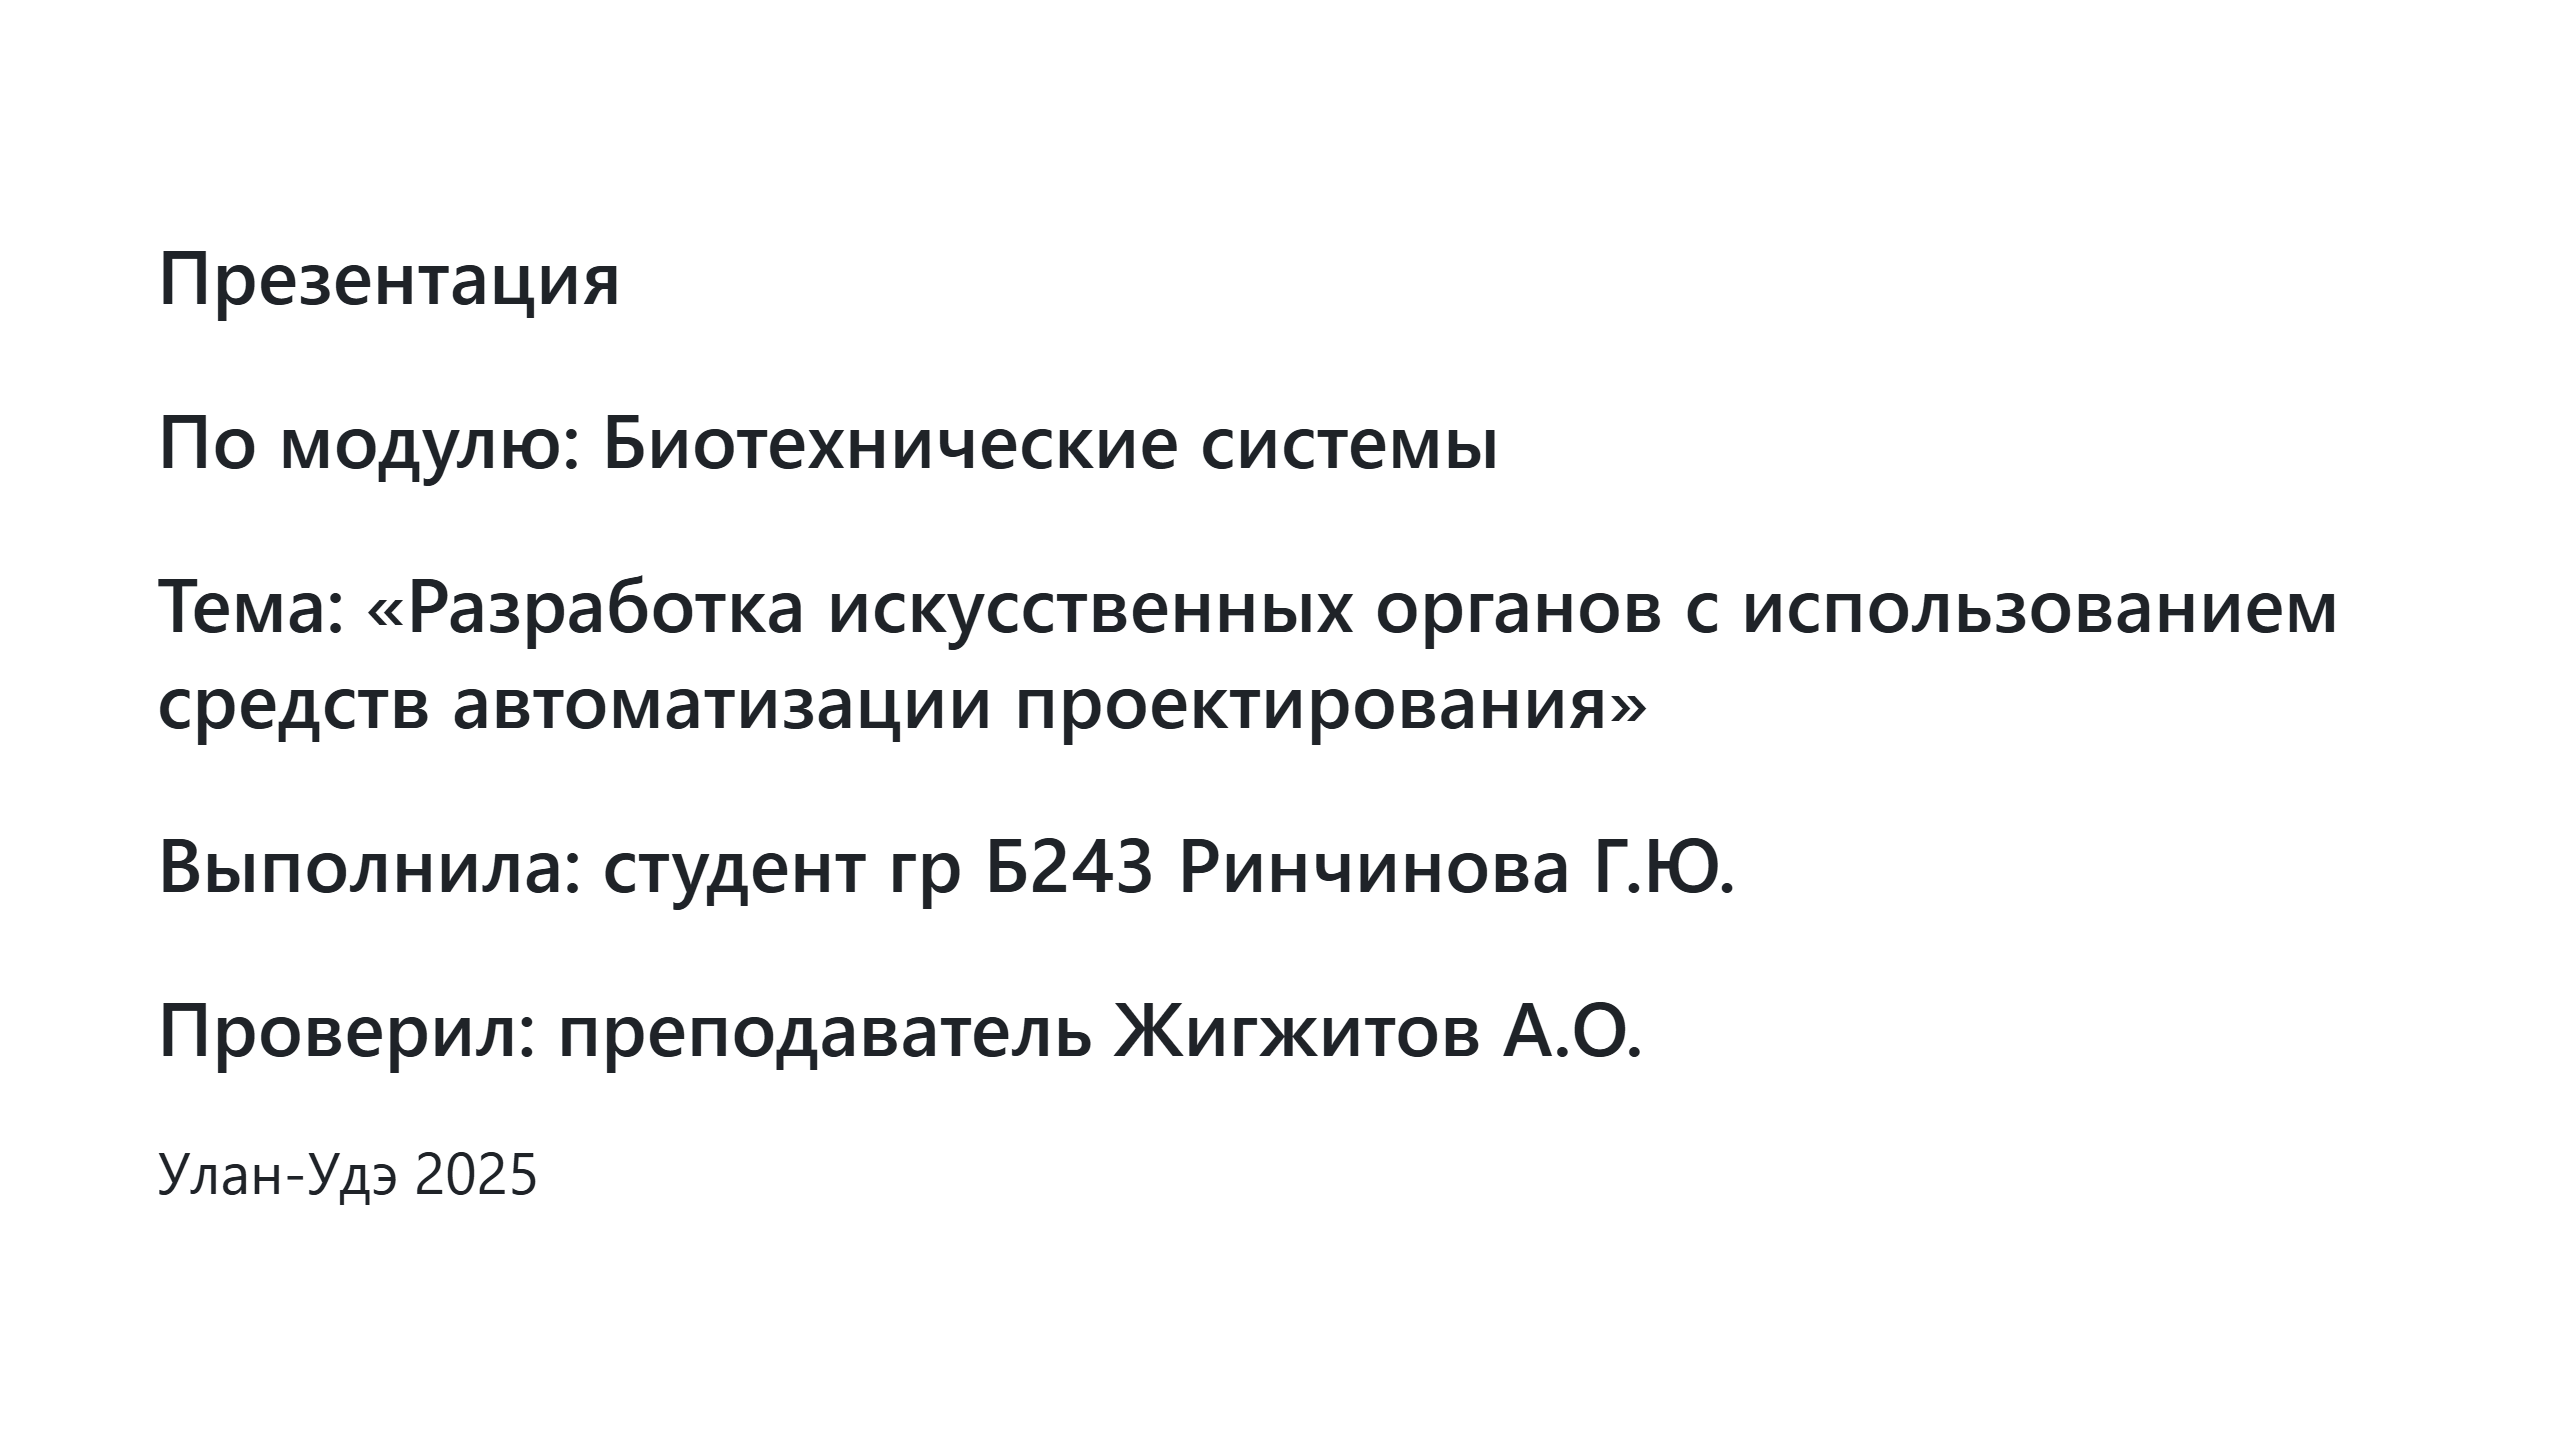 Презентация
По модулю: Биотехнические системы
Тема: «Разработка искусственных органов с использованием
средств автоматизации проектирования»
Выполнила: студент гр Б243 Ринчинова Г.Ю.
Проверил: преподаватель Жигжитов А.О.
Улан-Удэ 2025